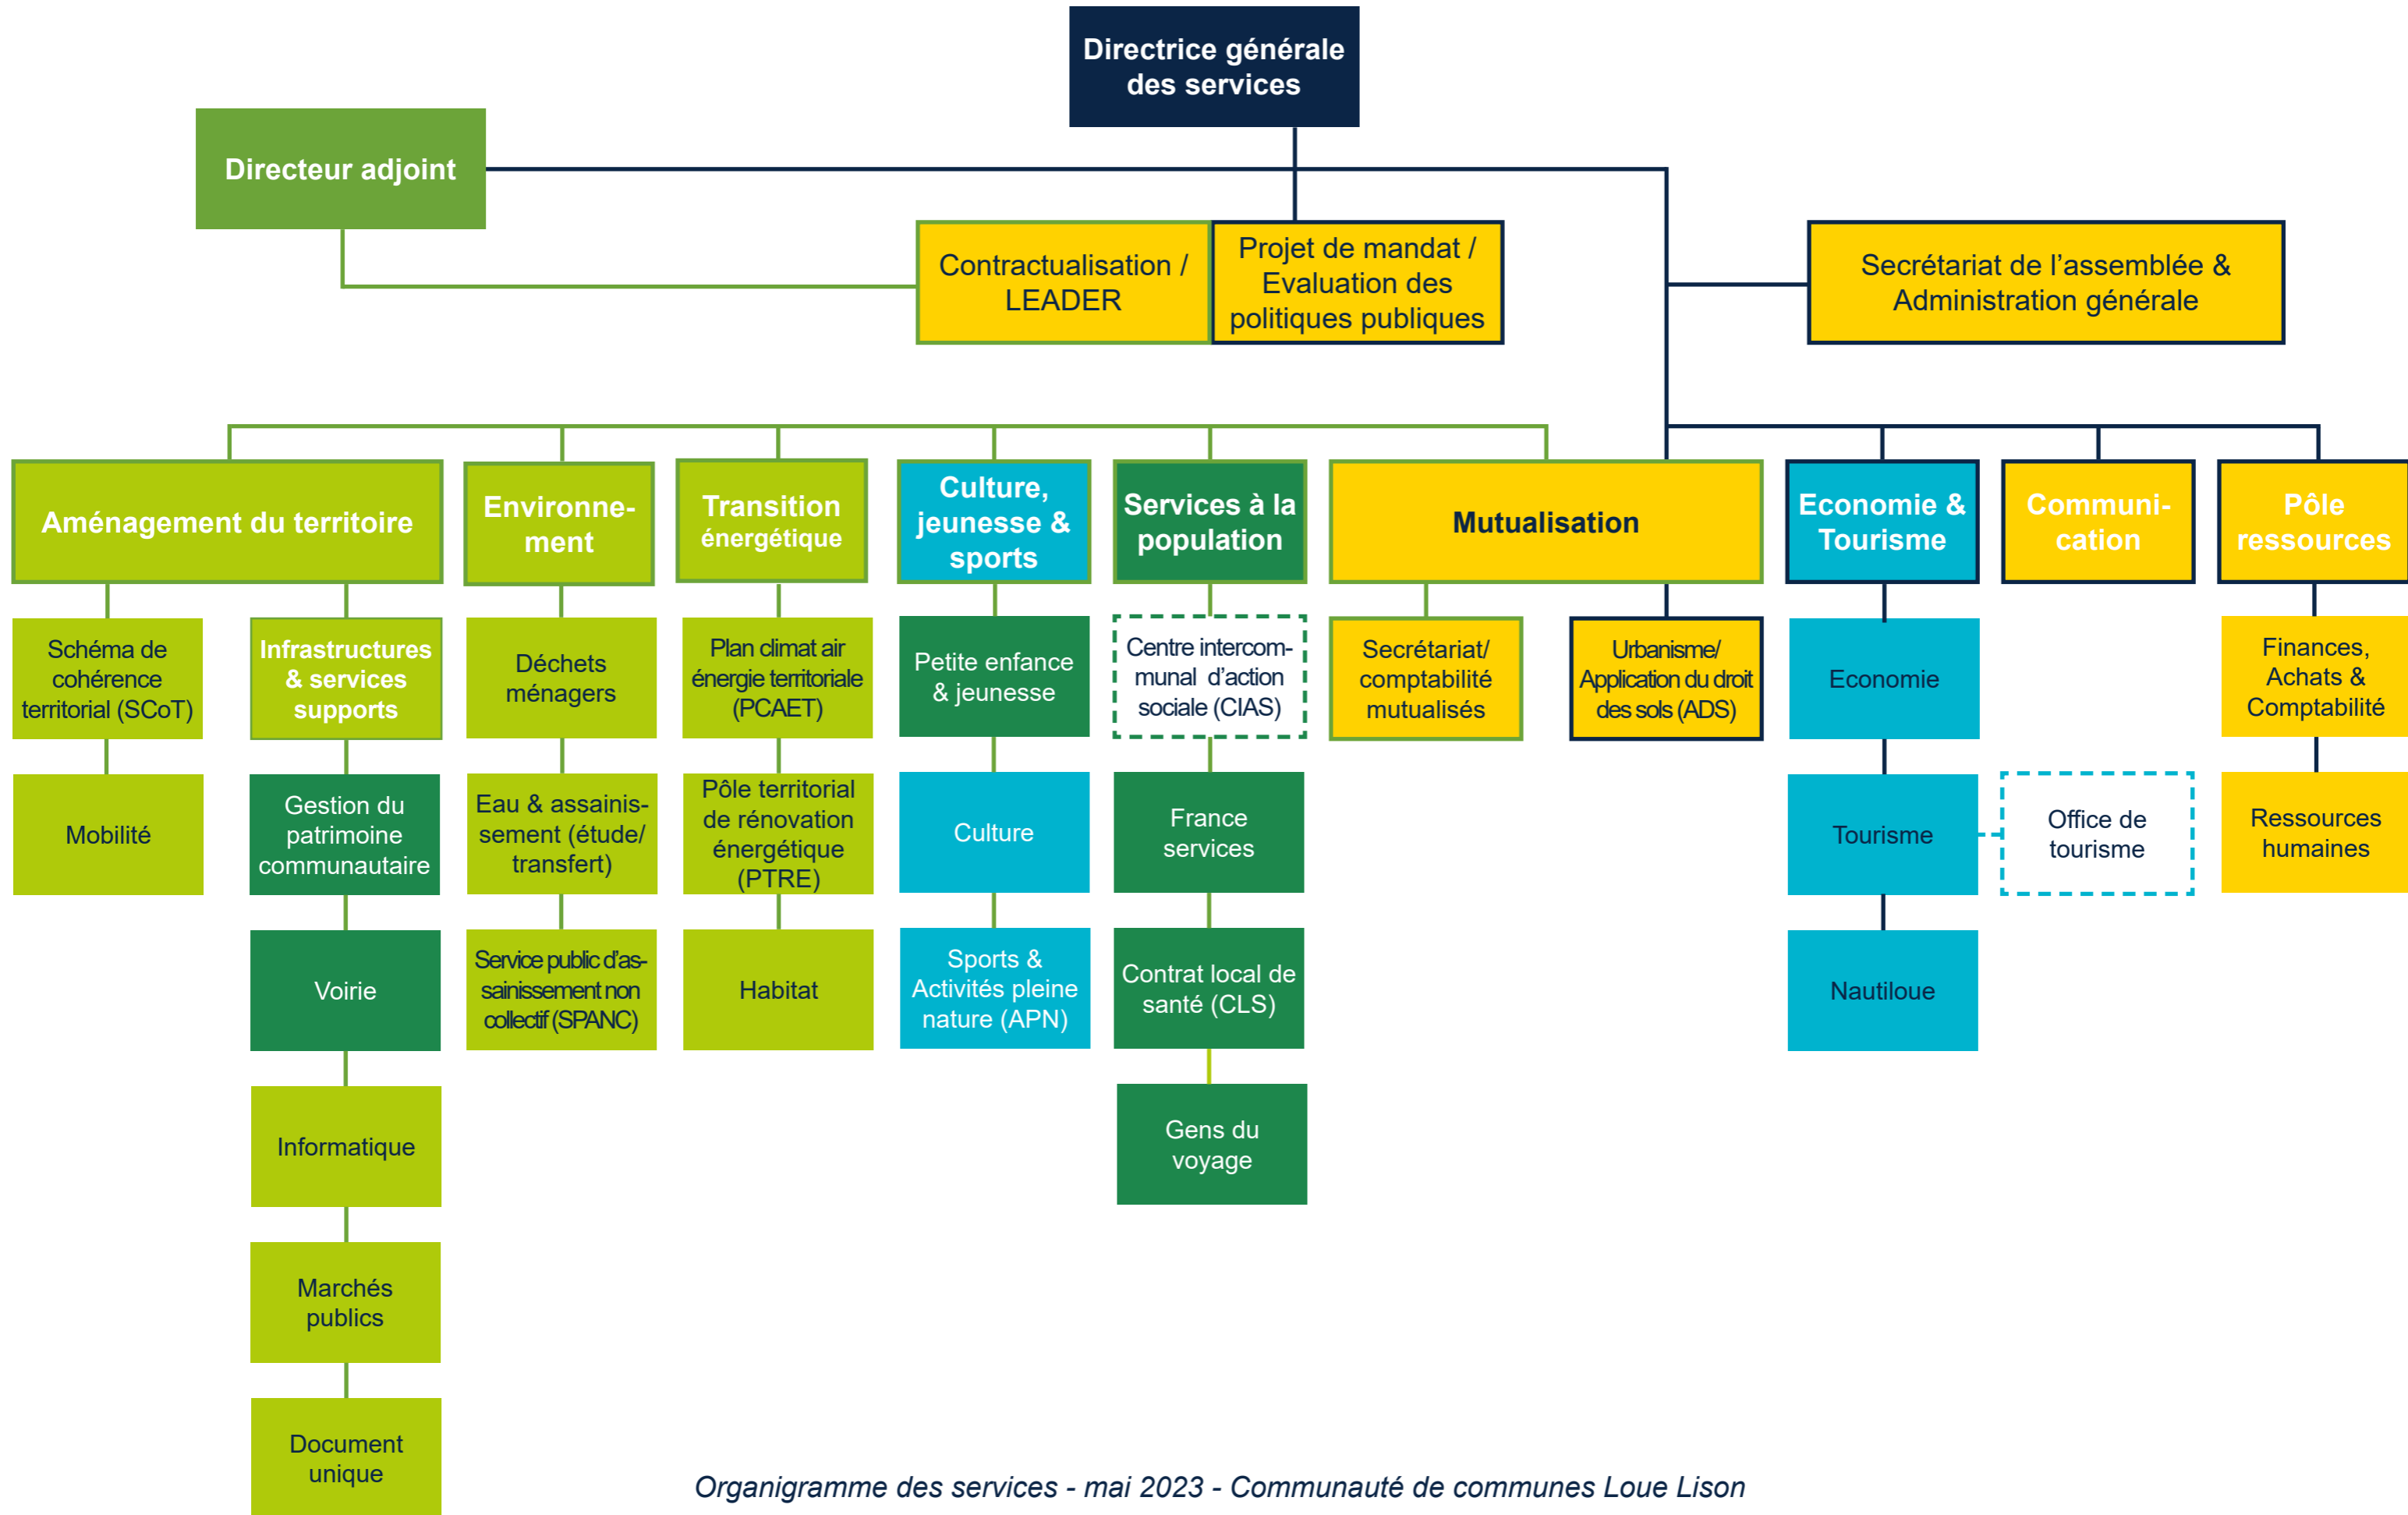 Directrice générale
des services
Directeur adjoint
Contractualisation /
LEADER
Projet de mandat /
Evaluation des
politiques publiques
Secrétariat de l’assemblée &
Administration générale
Aménagement du territoire
Environne-
ment
Transition
énergétique
Culture,
jeunesse &
sports
Services à la
population
Mutualisation
Economie &
Tourisme
Communi-
cation
Pôle
ressources
Schéma de
cohérence
territorial (SCoT)
Infrastructures
& services
supports
Déchets
ménagers
Plan climat air
énergie territoriale
(PCAET)
Petite enfance
& jeunesse
Centre intercom-
munal d’action
sociale (CIAS)
Secrétariat/
comptabilité
mutualisés
Urbanisme/
Application du droit
des sols (ADS)
Economie
Finances,
Achats &
Comptabilité
Mobilité
Gestion du
patrimoine
communautaire
Eau & assainis-
sement (étude/
transfert)
Pôle territorial
de rénovation
énergétique
(PTRE)
Culture
France
services
Tourisme
Office de
tourisme
Ressources
humaines
Voirie
Service public d’as-
sainissement non
collectif (SPANC)
Habitat
Sports &
Activités pleine
nature (APN)
Contrat local de
santé (CLS)
Nautiloue
Informatique
Gens du
voyage
Marchés
publics
Document
unique
Organigramme des services - mai 2023 - Communauté de communes Loue Lison